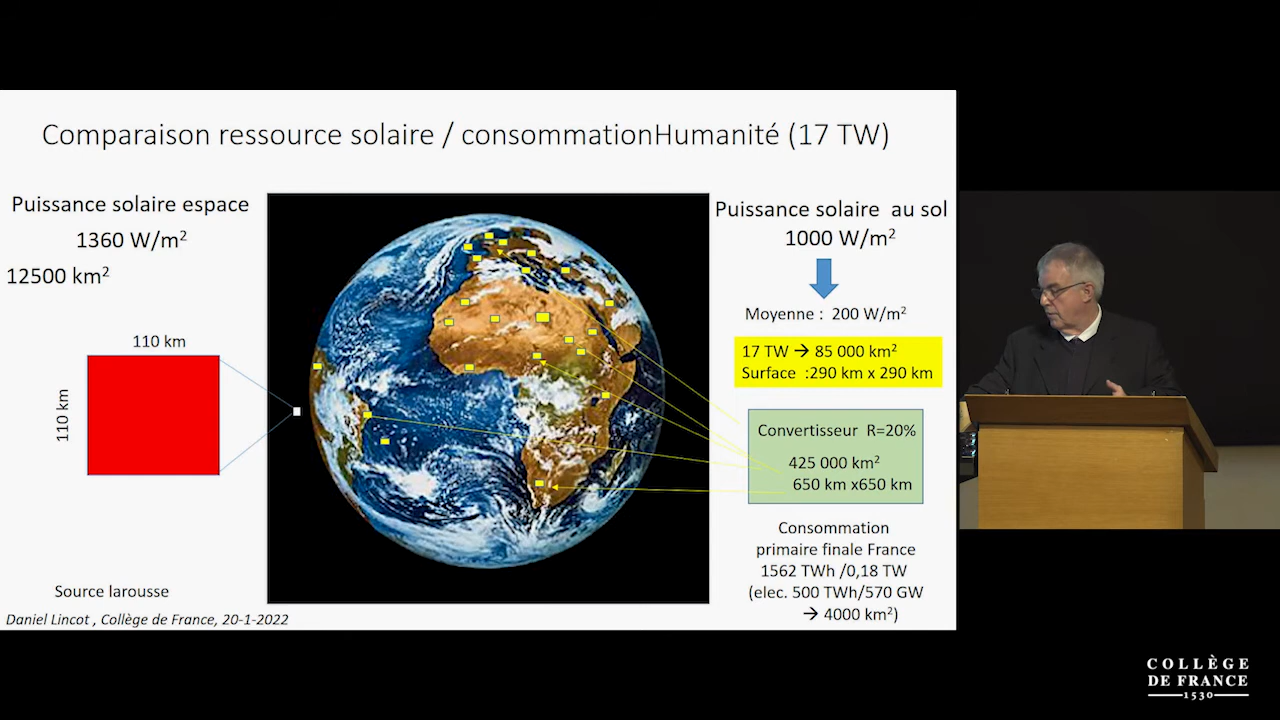 Comparaison ressource solaire / consommationHumanité (17 TW)
Puissance solaire espace
1360 W/m²
12500 km²
110 km
110 km
Source larousse
Daniel Lincot , Collège de France, 20-1-2022
Puissance solaire au sol
1000 W/m²
Moyenne : 200 W/m²
17 TW → 85 000 km²
Surface :290 km x 290 km
Convertisseur R=20%
425 000 km²
650 km x650 km
Consommation
primaire finale France
1562 TWh /0,18 TW
(elec. 500 TWh/570 GW
→ 4000 km²)
COLLÈGE
DE FRANCE
1530